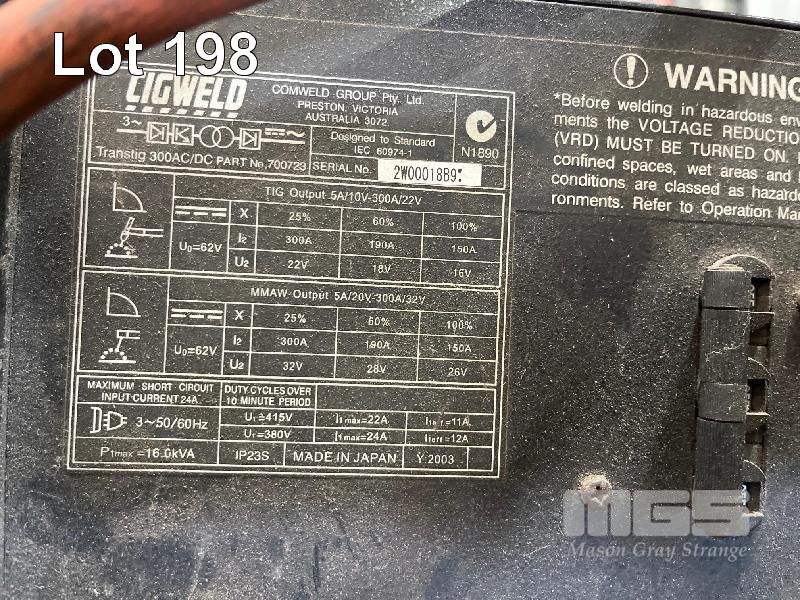 Lot 198
CIGWELD
COMWELD GROUP Pty. Ltd.
PRESTON, VICTORIA
AUSTRALIA 3072.
3~
Designed to Standard
IEC 60974-1
N1890
Transtig 300AC/DC PART No.700723
SERIAL No.
2W00018B9
TIG Output 5A/10V-300A/22V
X 25% 60% 100%
U0=62V
I2 300A 190A 150A
U2 22V 18V 16V
MMAW Output 5A/20V-300A/32V
X 25% 60% 100%
U0=62V
I2 300A 190A 150A
U2 32V 28V 26V
MAXIMUM SHORT CIRCUIT
INPUT CURRENT 24A
DUTY CYCLES OVER
10 MINUTE PERIOD
3~50/60Hz
U1=415V I1max=22A I1eff=11A
U1=380V I1max=24A I1eff=12A
P1max=16.0kVA IP23S MADE IN JAPAN Y:2003
WARNING
*Before welding in hazardous
ments the VOLTAGE REDUCTIO
(VRD) MUST BE TURNED ON.
confined spaces, wet areas and
conditions are classed as hazard
ronments. Refer to Operation Ma
MGS
Mason Gray Strange